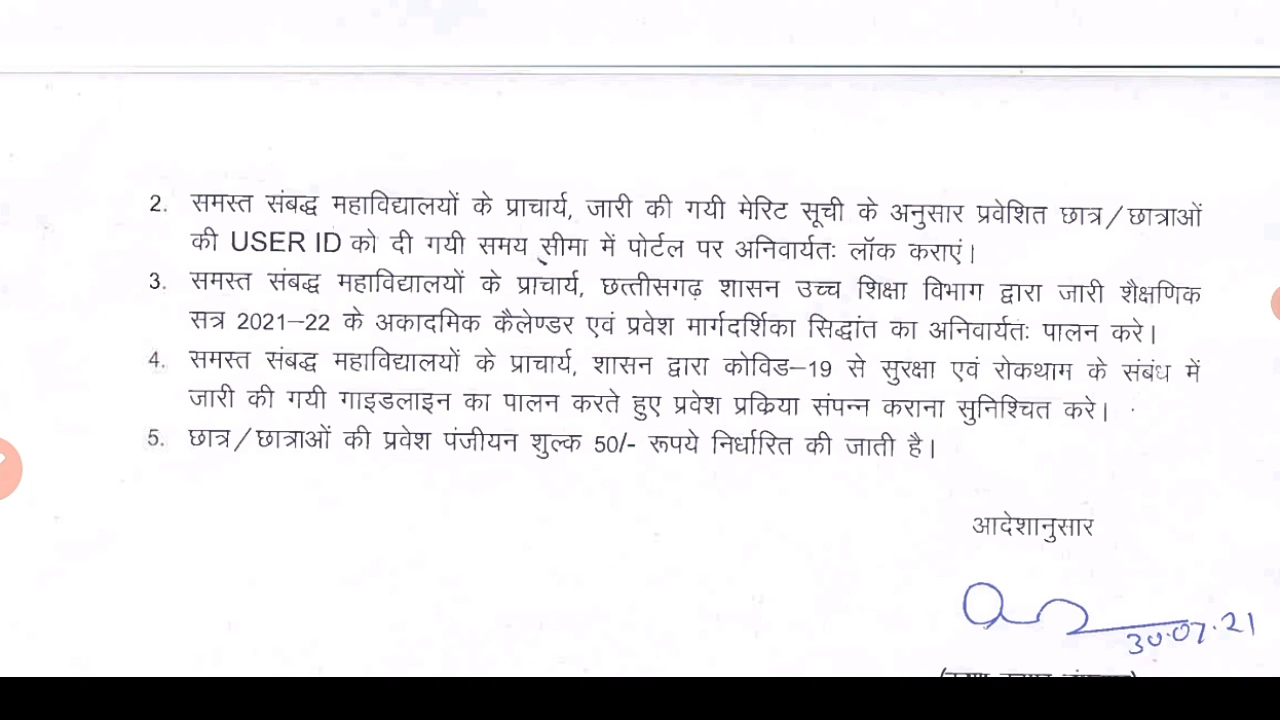 2. समस्त संबद्ध महाविद्यालयों के प्राचार्य, जारी की गयी मेरिट सूची के अनुसार प्रवेशित छात्र/छात्राओं
की USER ID को दी गयी समय सीमा में पोर्टल पर अनिवार्यतः लॉक कराएं।
3. समस्त संबद्ध महाविद्यालयों के प्राचार्य, छत्तीसगढ़ शासन उच्च शिक्षा विभाग द्वारा जारी शैक्षणिक
सत्र 2021–22 के अकादमिक कैलेण्डर एवं प्रवेश मार्गदर्शिका सिद्धांत का अनिवार्यतः पालन करे।
4. समस्त संबद्ध महाविद्यालयों के प्राचार्य, शासन द्वारा कोविड–19 से सुरक्षा एवं रोकथाम के संबंध में
जारी की गयी गाइडलाइन का पालन करते हुए प्रवेश प्रक्रिया संपन्न कराना सुनिश्चित करे।
5. छात्र/छात्राओं की प्रवेश पंजीयन शुल्क 50/- रूपये निर्धारित की जाती है।
आदेशानुसार
30.07.21